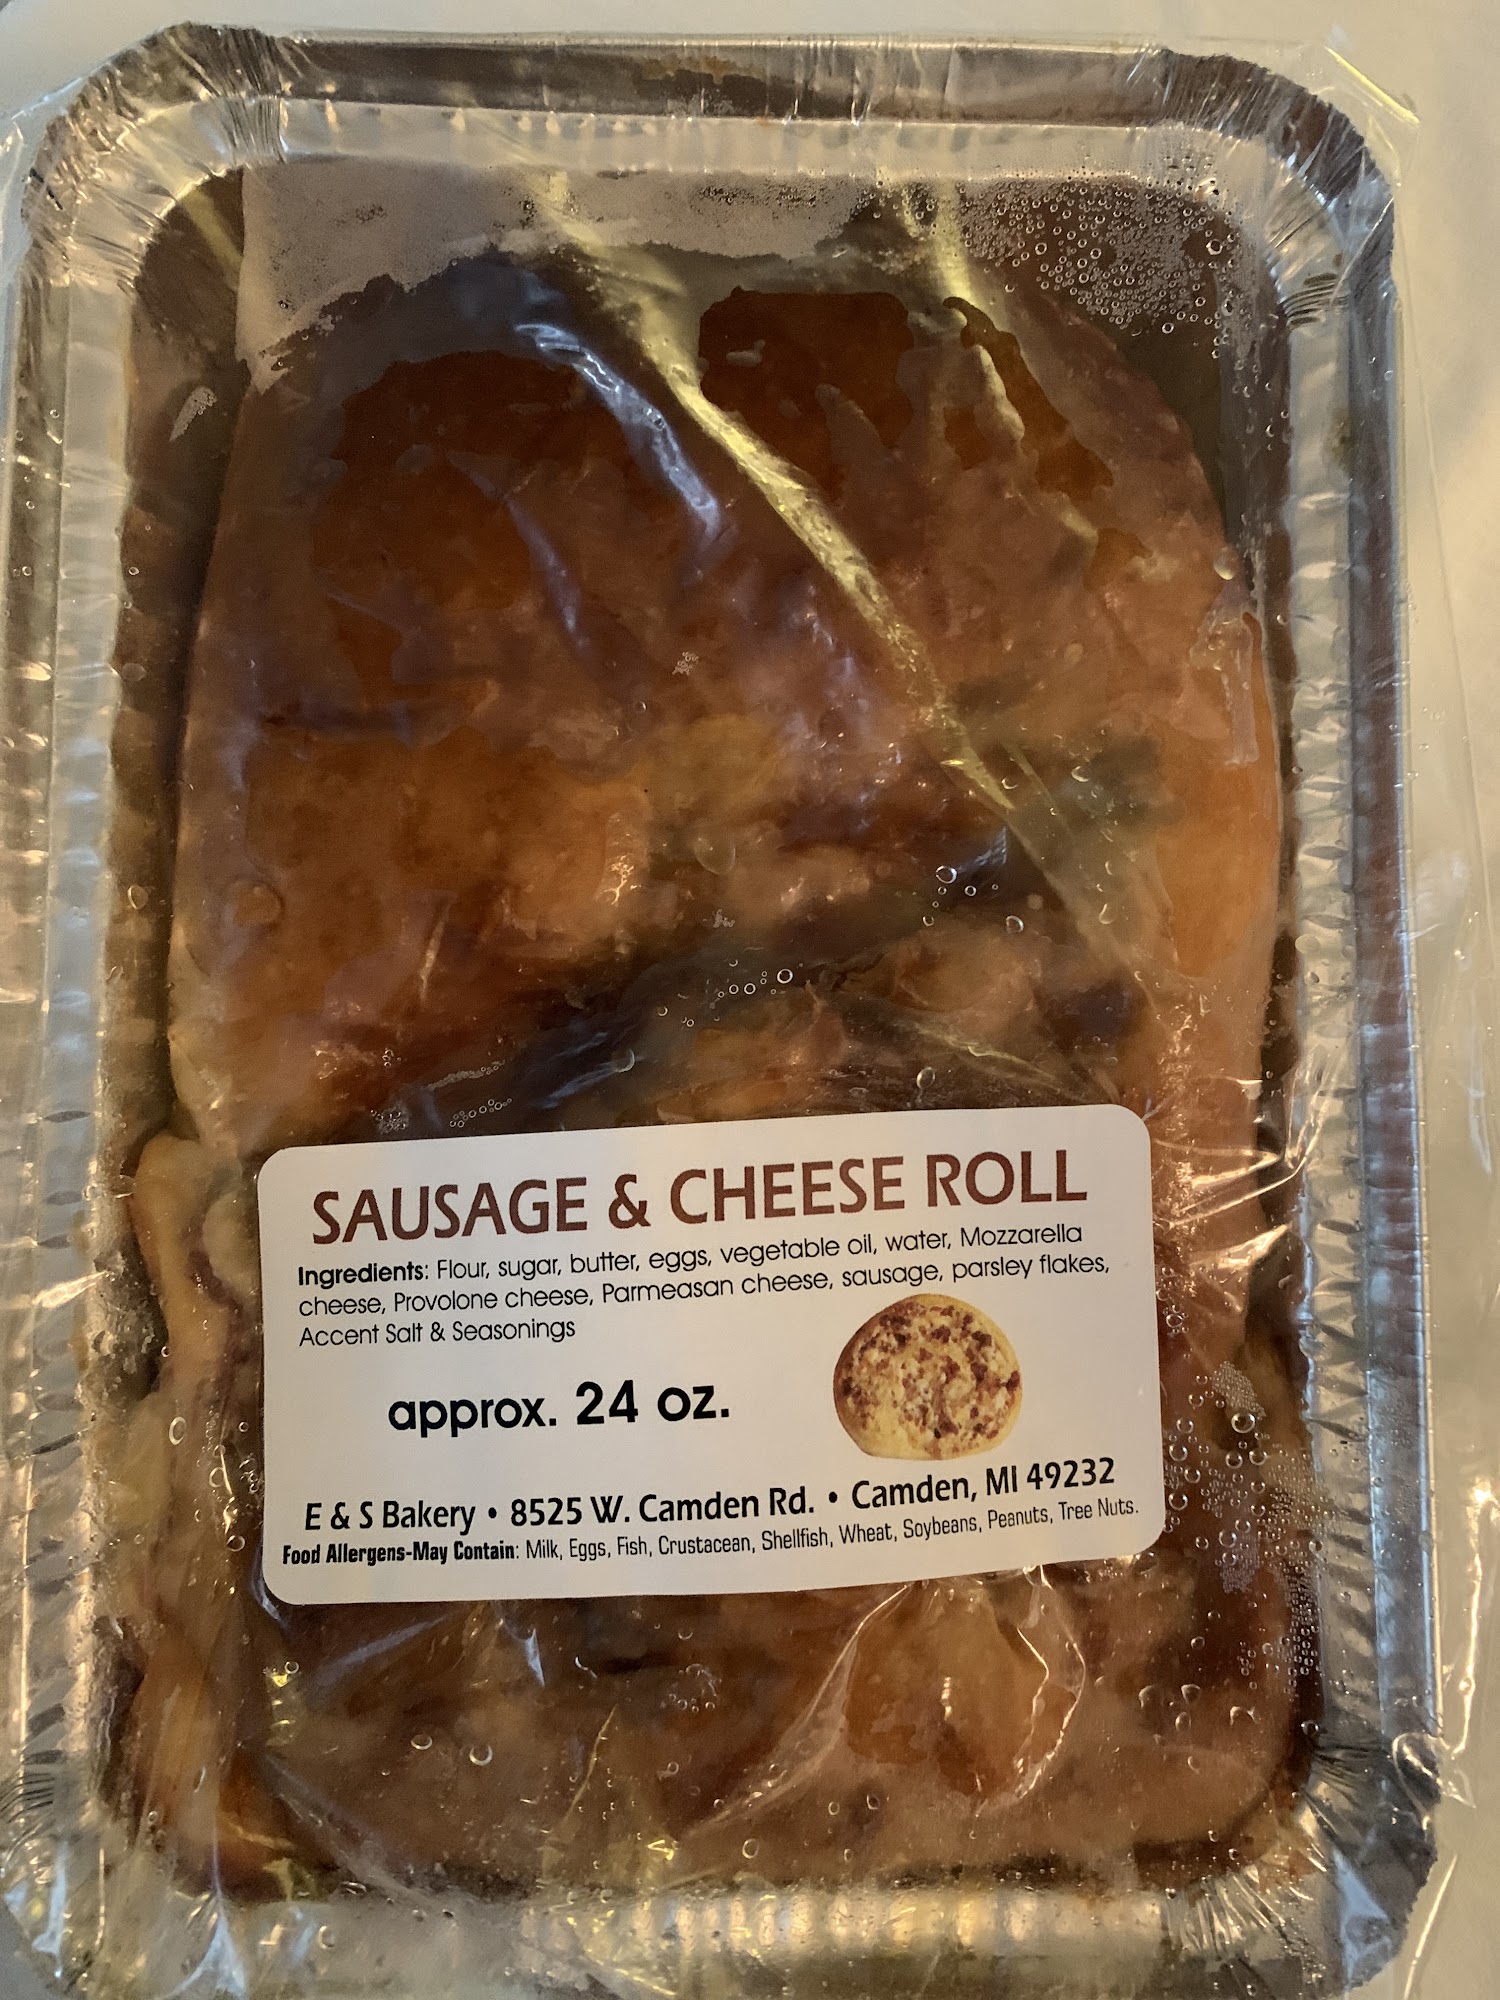 SAUSAGE & CHEESE ROLL
Ingredients: Flour, sugar, butter, eggs, vegetable oil, water, Mozzarella
cheese, Provolone cheese, Parmeasan cheese, sausage, parsley flakes,
Accent Salt & Seasonings
approx. 24 oz.
E & S Bakery • 8525 W. Camden Rd. • Camden, MI 49232
Food Allergens-May Contain: Milk, Eggs, Fish, Crustacean, Shellfish, Wheat, Soybeans, Peanuts, Tree Nuts.